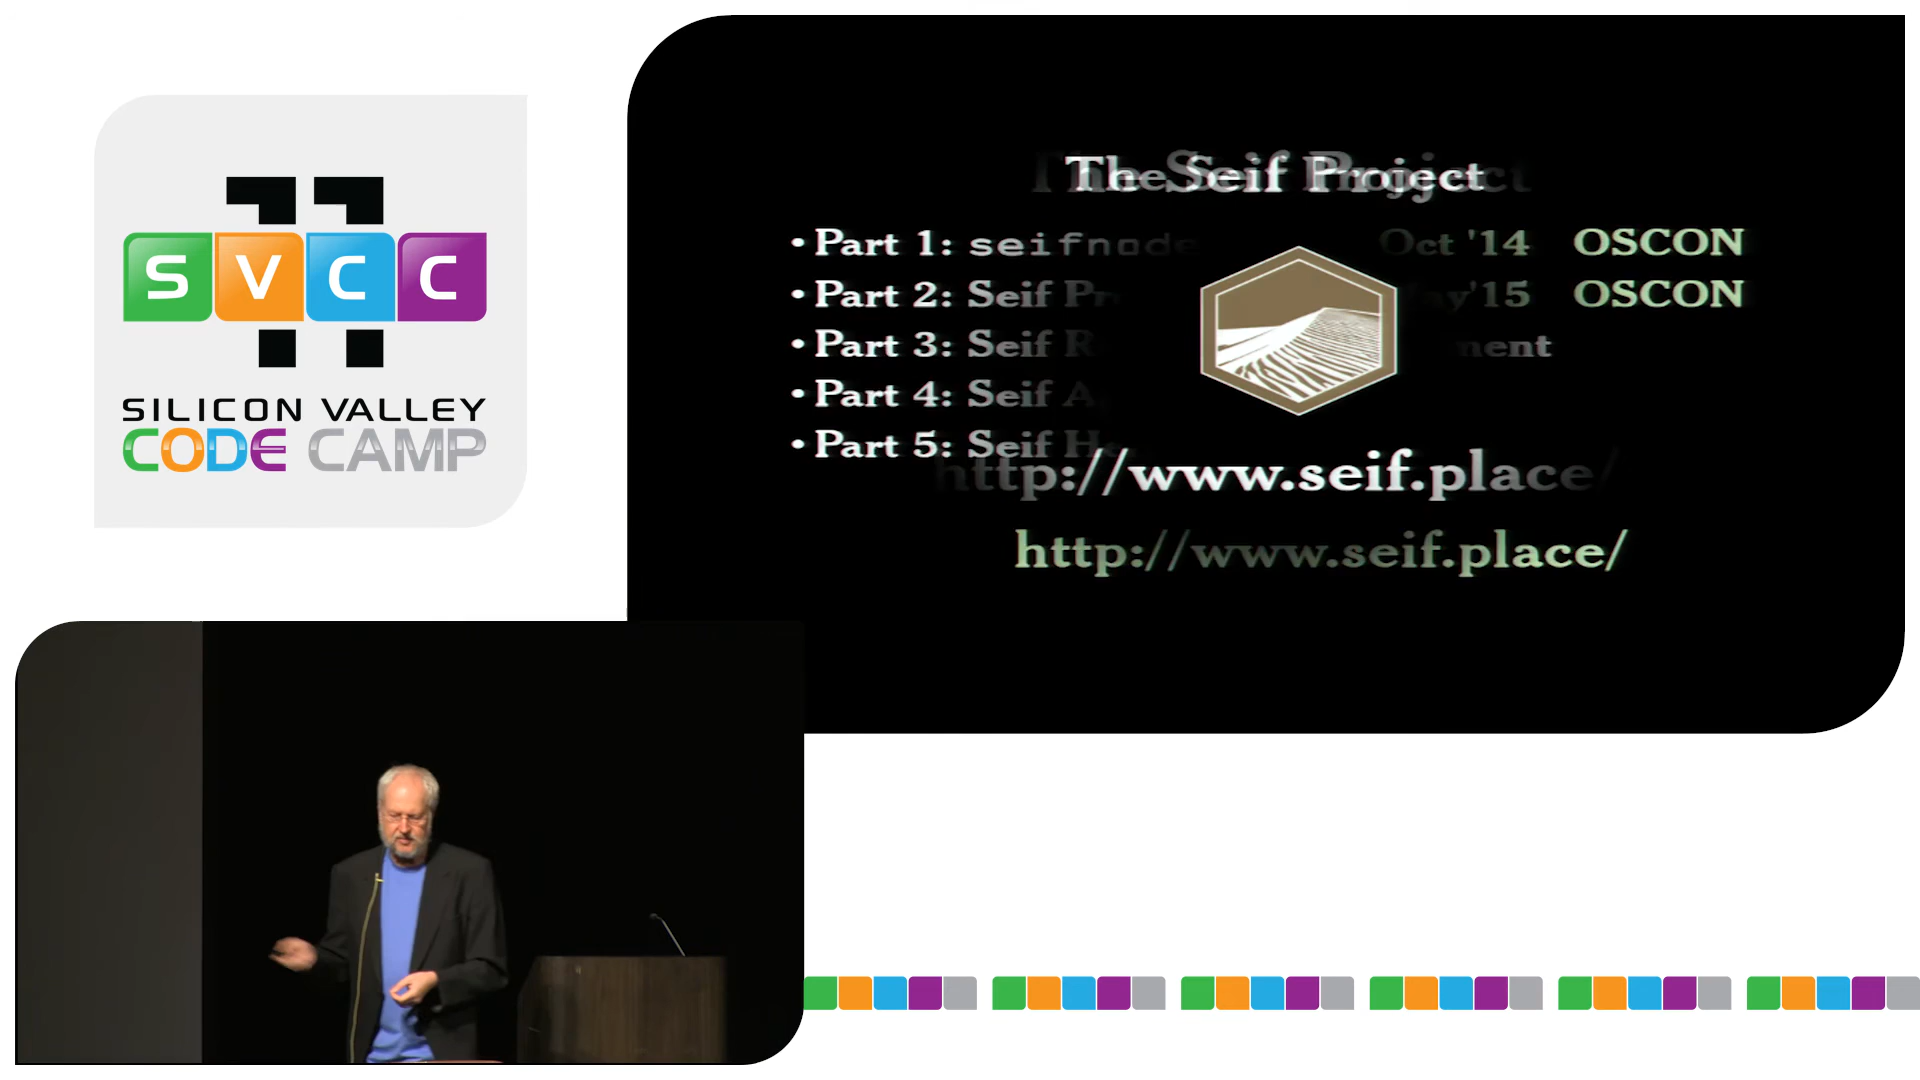 SVCC
SILICON VALLEY
CODE CAMP
The Seif Project
• Part 1: seifnode Oct '14 OSCON
• Part 2: Seif '15 OSCON
• Part 3: Seif
• Part 4: Seif
• Part 5: Seif
http://www.seif.place/
http://www.seif.place/